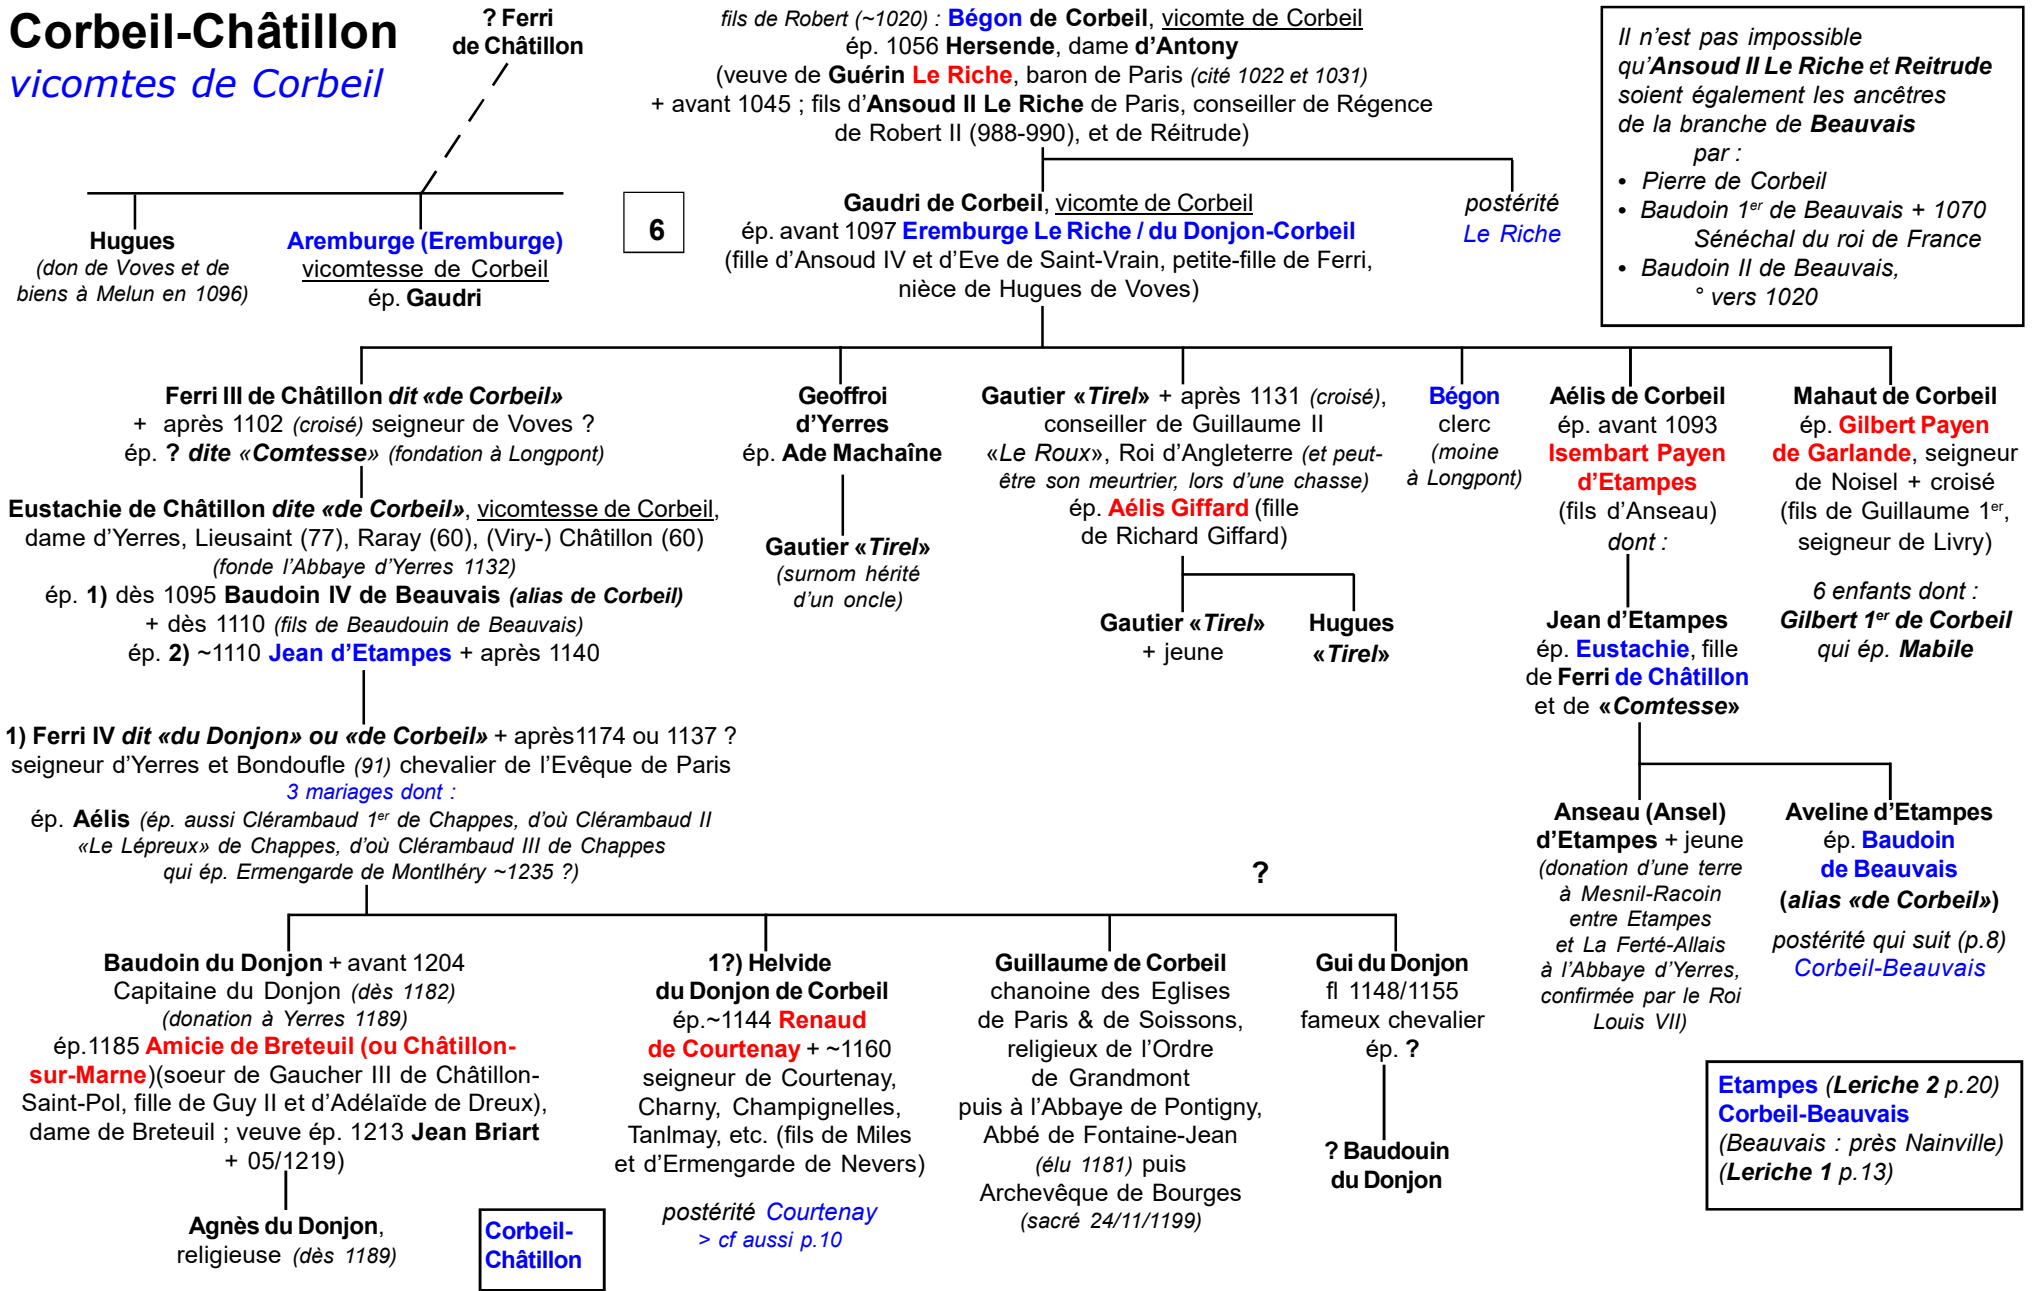 Corbeil-Châtillon
vicomtes de Corbeil
? Ferri
de Châtillon
fils de Robert (~1020) : Bégon de Corbeil, vicomte de Corbeil
ép. 1056 Hersende, dame d'Antony
(veuve de Guérin Le Riche, baron de Paris (cité 1022 et 1031)
+ avant 1045 ; fils d'Ansoud II Le Riche de Paris, conseiller de Régence
de Robert II (988-990), et de Réitrude)
Il n'est pas impossible
qu'Ansoud II Le Riche et Reitrude
soient également les ancêtres
de la branche de Beauvais
par :
• Pierre de Corbeil
• Baudoin 1er de Beauvais + 1070
Sénéchal du roi de France
• Baudoin II de Beauvais,
° vers 1020
Hugues
(don de Voves et de
biens à Melun en 1096)
Aremburge (Eremburge)
vicomtesse de Corbeil
ép. Gaudri
6
Gaudri de Corbeil, vicomte de Corbeil
ép. avant 1097 Eremburge Le Riche / du Donjon-Corbeil
(fille d'Ansoud IV et d'Eve de Saint-Vrain, petite-fille de Ferri,
nièce de Hugues de Voves)
postérité
Le Riche
Ferri III de Châtillon dit «de Corbeil»
+ après 1102 (croisé) seigneur de Voves ?
ép. ? dite «Comtesse» (fondation à Longpont)
Eustachie de Châtillon dite «de Corbeil», vicomtesse de Corbeil,
dame d'Yerres, Lieusaint (77), Raray (60), (Viry-) Châtillon (60)
(fonde l'Abbaye d'Yerres 1132)
ép. 1) dès 1095 Baudoin IV de Beauvais (alias de Corbeil)
+ dès 1110 (fils de Beaudouin de Beauvais)
ép. 2) ~1110 Jean d'Etampes + après 1140
1) Ferri IV dit «du Donjon» ou «de Corbeil» + après1174 ou 1137 ?
seigneur d'Yerres et Bondoufle (91) chevalier de l'Evêque de Paris
3 mariages dont :
ép. Aélis (ép. aussi Clérambaud 1er de Chappes, d'où Clérambaud II
«Le Lépreux» de Chappes, d'où Clérambaud III de Chappes
qui ép. Ermengarde de Montlhéry ~1235 ?)
Geoffroi
d'Yerres
ép. Ade Machaîne
Gautier «Tirel»
(surnom hérité
d'un oncle)
Gautier «Tirel» + après 1131 (croisé),
conseiller de Guillaume II
«Le Roux», Roi d'Angleterre (et peut-
être son meurtrier, lors d'une chasse)
ép. Aélis Giffard (fille
de Richard Giffard)
Gautier «Tirel»
+ jeune
Hugues
«Tirel»
Bégon
clerc
(moine
à Longpont)
Aélis de Corbeil
ép. avant 1093
Isembart Payen
d'Etampes
(fils d'Anseau)
dont :
Jean d'Etampes
ép. Eustachie, fille
de Ferri de Châtillon
et de «Comtesse»
Mahaut de Corbeil
ép. Gilbert Payen
de Garlande, seigneur
de Noisel + croisé
(fils de Guillaume 1er,
seigneur de Livry)
6 enfants dont :
Gilbert 1er de Corbeil
qui ép. Mabile
Anseau (Ansel)
d'Etampes + jeune
(donation d'une terre
à Mesnil-Racoin
entre Etampes
et La Ferté-Allais
à l'Abbaye d'Yerres,
confirmée par le Roi
Louis VII)
Aveline d'Etampes
ép. Baudoin
de Beauvais
(alias «de Corbeil»)
postérité qui suit (p.8)
Corbeil-Beauvais
?
Baudoin du Donjon + avant 1204
Capitaine du Donjon (dès 1182)
(donation à Yerres 1189)
ép.1185 Amicie de Breteuil (ou Châtillon-
sur-Marne)(soeur de Gaucher III de Châtillon-
Saint-Pol, fille de Guy II et d'Adélaïde de Dreux),
dame de Breteuil ; veuve ép. 1213 Jean Briart
+ 05/1219)
Agnès du Donjon,
religieuse (dès 1189)
1?) Helvide
du Donjon de Corbeil
ép.~1144 Renaud
de Courtenay + ~1160
seigneur de Courtenay,
Charny, Champignelles,
Tanlmay, etc. (fils de Miles
et d'Ermengarde de Nevers)
postérité Courtenay
> cf aussi p.10
Guillaume de Corbeil
chanoine des Eglises
de Paris & de Soissons,
religieux de l'Ordre
de Grandmont
puis à l'Abbaye de Pontigny,
Abbé de Fontaine-Jean
(élu 1181) puis
Archevêque de Bourges
(sacré 24/11/1199)
Gui du Donjon
fl 1148/1155
fameux chevalier
ép. ?
? Baudouin
du Donjon
Corbeil-
Châtillon
Etampes (Leriche 2 p.20)
Corbeil-Beauvais
(Beauvais : près Nainville)
(Leriche 1 p.13)